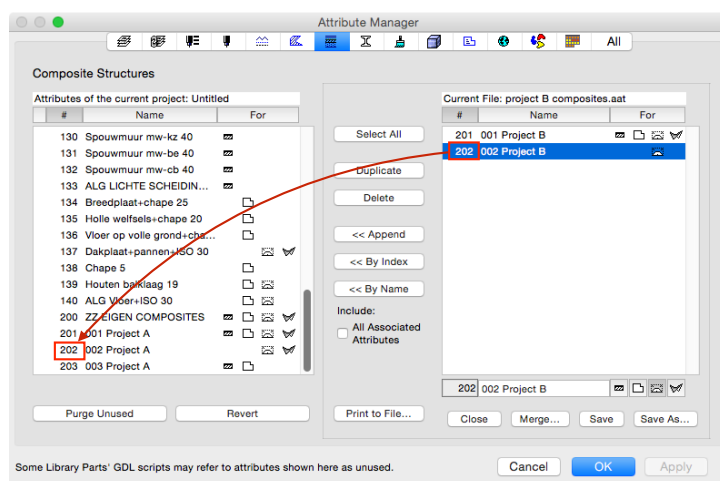 Attribute Manager
All
Composite Structures
Attributes of the current project: Untitled
# Name For
130 Spouwmuur mw-kz 40
131 Spouwmuur mw-be 40
132 Spouwmuur mw-cb 40
133 ALG LICHTE SCHEIDIN...
134 Breedplaat+chape 25
135 Holle welfsels+chape 20
136 Vloer op volle grond+cha...
137 Dakplaat+pannen+ISO 30
138 Chape 5
139 Houten balklaag 19
140 ALG Vloer+ISO 30
200 ZZ EIGEN COMPOSITES
201 001 Project A
202 002 Project A
203 003 Project A
Purge Unused
Revert
Select All
Duplicate
Delete
<< Append
<< By Index
<< By Name
Include:
All Associated
Attributes
Print to File...
Current File: project B composites.aat
# Name For
201 001 Project B
202 002 Project B
202 002 Project B
Close
Merge...
Save
Save As...
Some Library Parts' GDL scripts may refer to attributes shown here as unused.
Cancel
OK
Apply